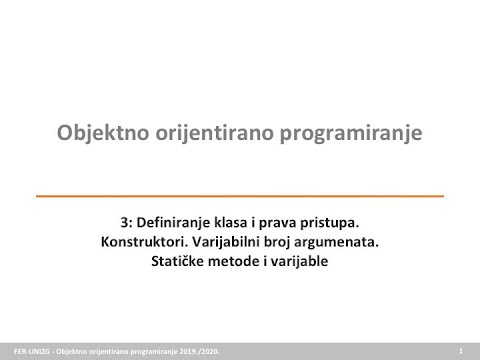 Objektno orijentirano programiranje
3: Definiranje klasa i prava pristupa.
Konstruktori. Varijabilni broj argumenata.
Statičke metode i varijable
FER-UNIZG - Objektno orijentirano programiranje 2019./2020.
1